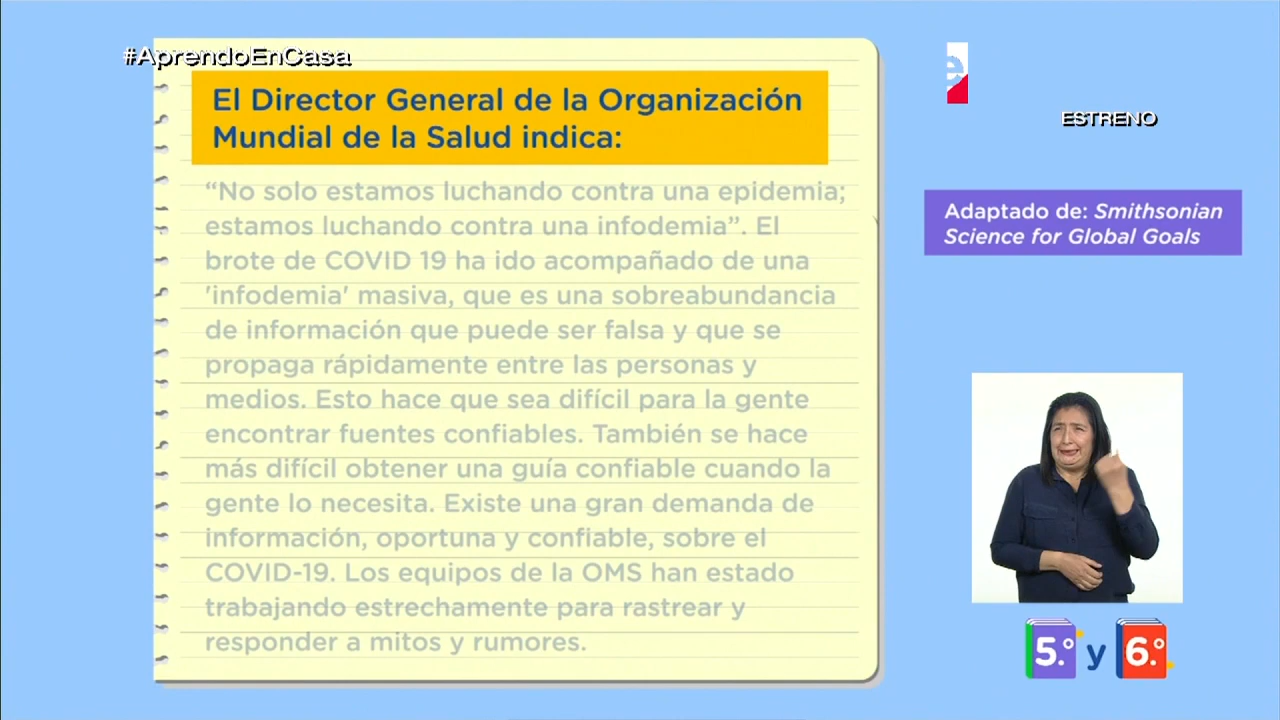 #AprendoEnCasa
El Director General de la Organización
Mundial de la Salud indica:
“No solo estamos luchando contra una epidemia;
estamos luchando contra una infodemia”. El
brote de COVID 19 ha ido acompañado de una
'infodemia' masiva, que es una sobreabundancia
de información que puede ser falsa y que se
propaga rápidamente entre las personas y
medios. Esto hace que sea difícil para la gente
encontrar fuentes confiables. También se hace
más difícil obtener una guía confiable cuando la
gente lo necesita. Existe una gran demanda de
información, oportuna y confiable, sobre el
COVID-19. Los equipos de la OMS han estado
trabajando estrechamente para rastrear y
responder a mitos y rumores.
e
ESTRENO
Adaptado de: Smithsonian
Science for Global Goals
5.º y 6.º